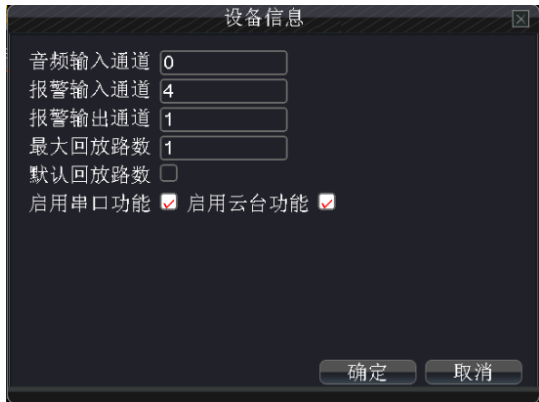 设备信息
音频输入通道 0
报警输入通道 4
报警输出通道 1
最大回放路数 1
默认回放路数
启用串口功能 启用云台功能
确定 取消